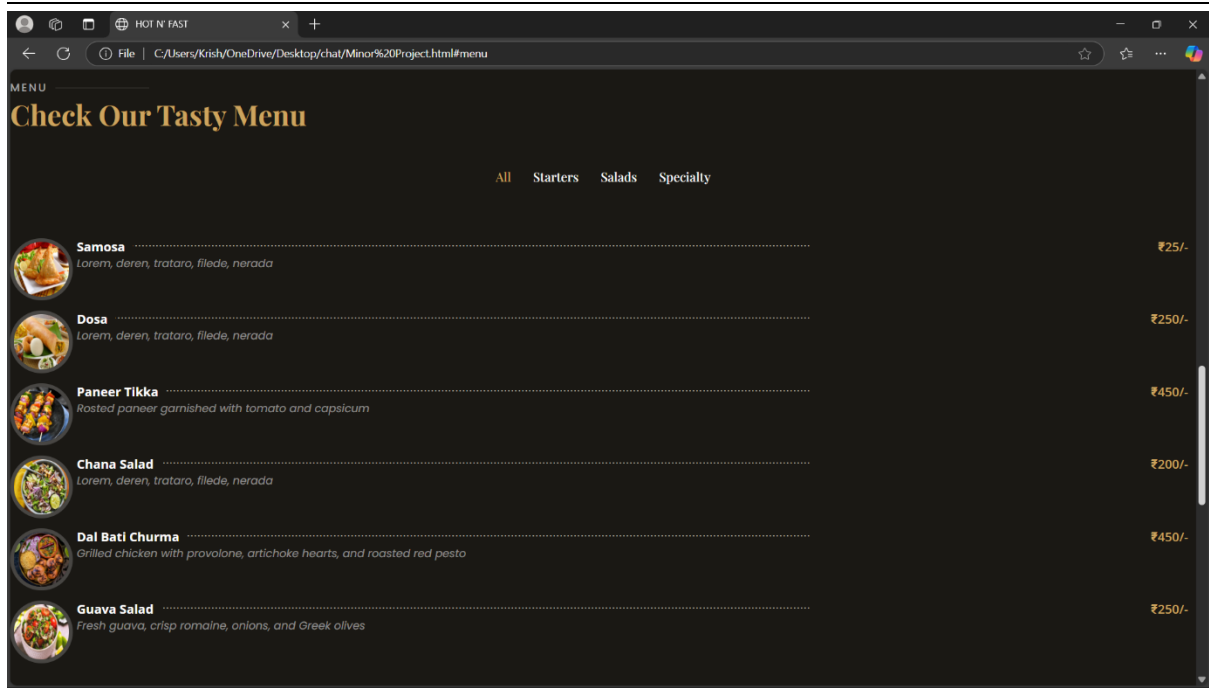 HOT N' FAST
File | C:/Users/Krish/OneDrive/Desktop/chat/Minor%20Project.html#menu
MENU
Check Our Tasty Menu
All Starters Salads Specialty
Samosa ₹25/-
Lorem, deren, trataro, filede, nerada
Dosa ₹250/-
Lorem, deren, trataro, filede, nerada
Paneer Tikka ₹450/-
Rosted paneer garnished with tomato and capsicum
Chana Salad ₹200/-
Lorem, deren, trataro, filede, nerada
Dal Bati Churma ₹450/-
Grilled chicken with provolone, artichoke hearts, and roasted red pesto
Guava Salad ₹250/-
Fresh guava, crisp romaine, onions, and Greek olives